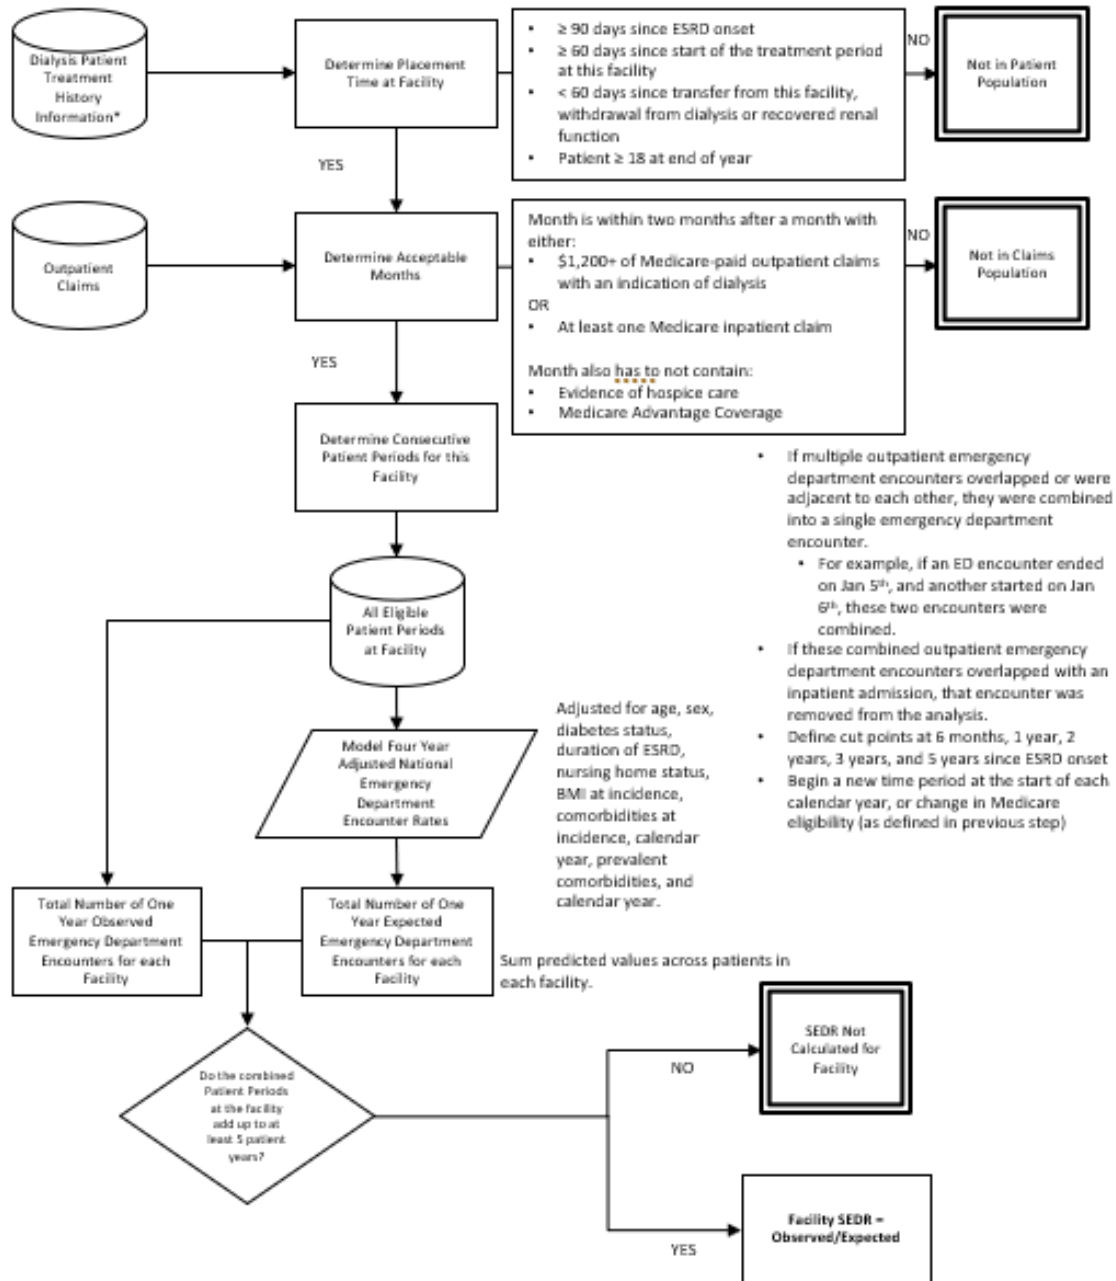 Dialysis Patient
Treatment
History
Information*
Determine Placement
Time at Facility
• ≥ 90 days since ESRD onset
• ≥ 60 days since start of the treatment period
at this facility
• < 60 days since transfer from this facility,
withdrawal from dialysis or recovered renal
function
• Patient ≥ 18 at end of year
NO
Not in Patient
Population
YES
Outpatient
Claims
Determine Acceptable
Months
Month is within two months after a month with
either:
• $1,200+ of Medicare-paid outpatient claims
with an indication of dialysis
OR
• At least one Medicare inpatient claim
Month also has to not contain:
• Evidence of hospice care
• Medicare Advantage Coverage
NO
Not in Claims
Population
YES
Determine Consecutive
Patient Periods for this
Facility
• If multiple outpatient emergency
department encounters overlapped or were
adjacent to each other, they were combined
into a single emergency department
encounter.
• For example, if an ED encounter ended
on Jan 5th, and another started on Jan
6th, these two encounters were
combined.
• If these combined outpatient emergency
department encounters overlapped with an
inpatient admission, that encounter was
removed from the analysis.
• Define cut points at 6 months, 1 year, 2
years, 3 years, and 5 years since ESRD onset
• Begin a new time period at the start of each
calendar year, or change in Medicare
eligibility (as defined in previous step)
All Eligible
Patient Periods
at Facility
Model Four Year
Adjusted National
Emergency
Department
Encounter Rates
Adjusted for age, sex,
diabetes status,
duration of ESRD,
nursing home status,
BMI at incidence,
comorbidities at
incidence, calendar
year, prevalent
comorbidities, and
calendar year.
Total Number of One
Year Observed
Emergency Department
Encounters for each
Facility
Total Number of One
Year Expected
Emergency Department
Encounters for each
Facility
Sum predicted values across patients in
each facility.
Do the combined
Patient Periods
at the facility
add up to at
least 5 patient
years?
NO
SEDR Not
Calculated for
Facility
YES
Facility SEDR =
Observed/Expected